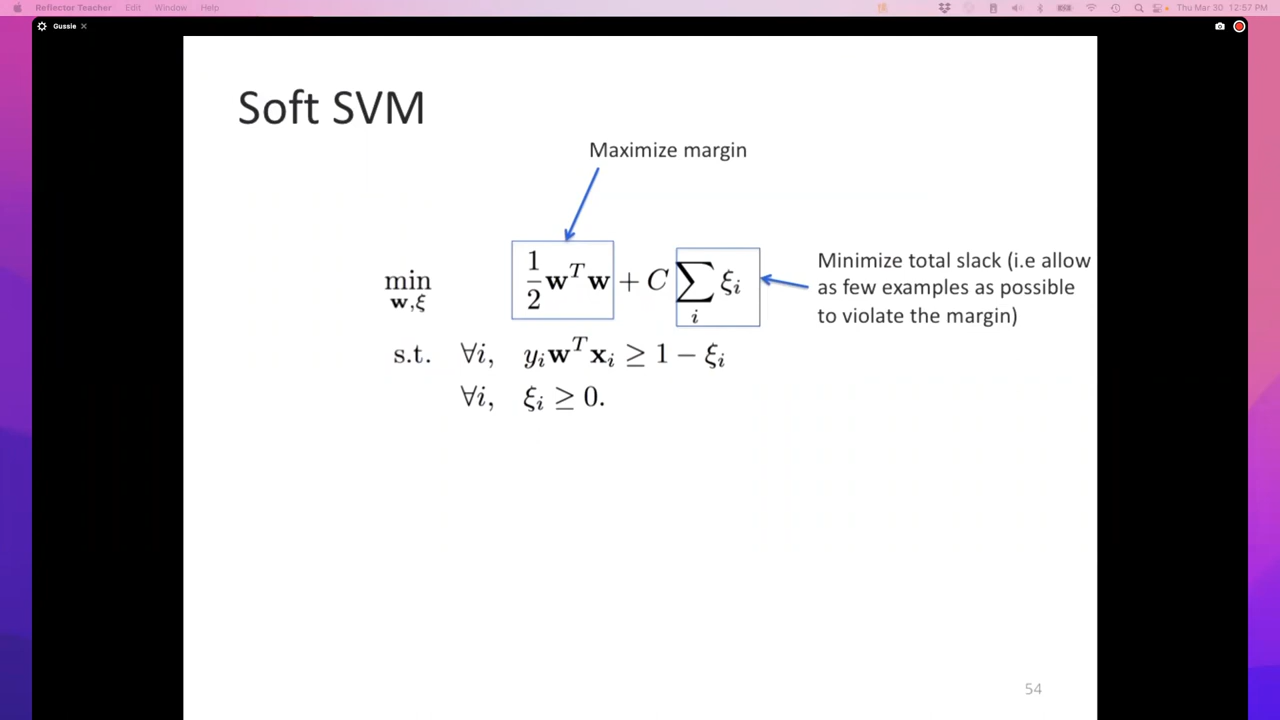 Reflector Teacher Edit Window Help Thu Mar 30 12:57 PM
Gussie ×
Soft SVM
Maximize margin
min w,ξ 1/2 w^T w + C ∑_i ξ_i
Minimize total slack (i.e allow
as few examples as possible
to violate the margin)
s.t. ∀i, y_i w^T x_i ≥ 1 − ξ_i
∀i, ξ_i ≥ 0.
54